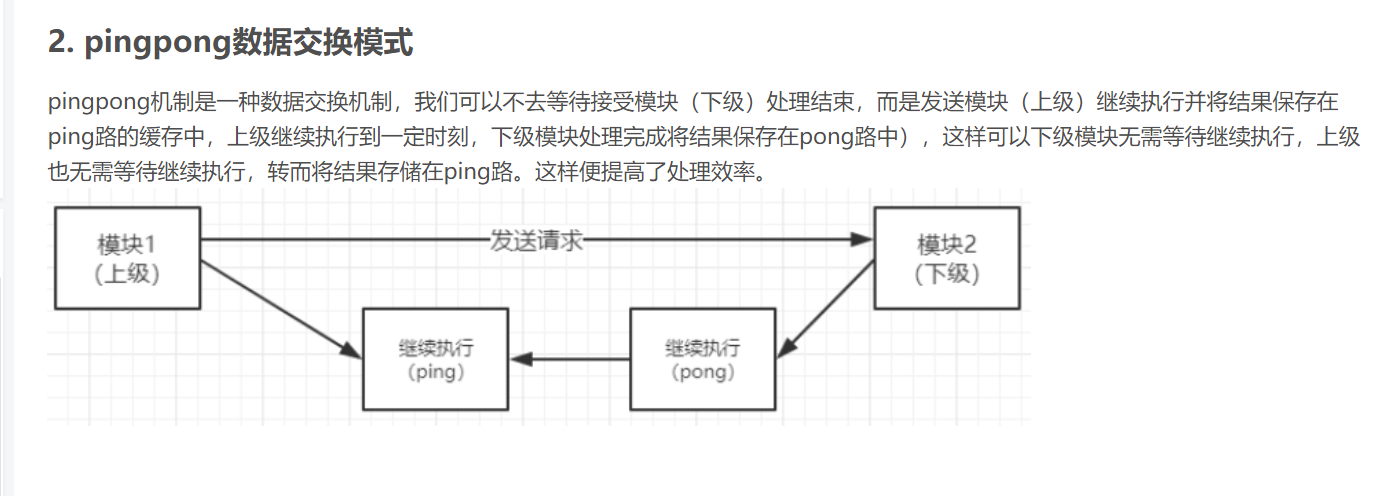 2. pingpong数据交换模式
pingpong机制是一种数据交换机制，我们可以不去等待接受模块（下级）处理结束，而是发送模块（上级）继续执行并将结果保存在
ping路的缓存中，上级继续执行到一定时刻，下级模块处理完成将结果保存在pong路中），这样可以下级模块无需等待继续执行，上级
也无需等待继续执行，转而将结果存储在ping路。这样便提高了处理效率。
模块1
（上级）
发送请求
模块2
（下级）
继续执行
（ping）
继续执行
（pong）